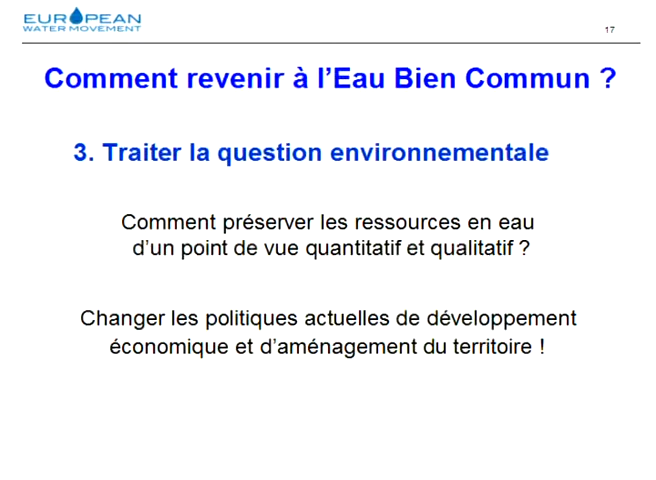 EUROPEAN
WATER MOVEMENT
17
Comment revenir à l’Eau Bien Commun ?
3. Traiter la question environnementale
Comment préserver les ressources en eau
d’un point de vue quantitatif et qualitatif ?
Changer les politiques actuelles de développement
économique et d’aménagement du territoire !